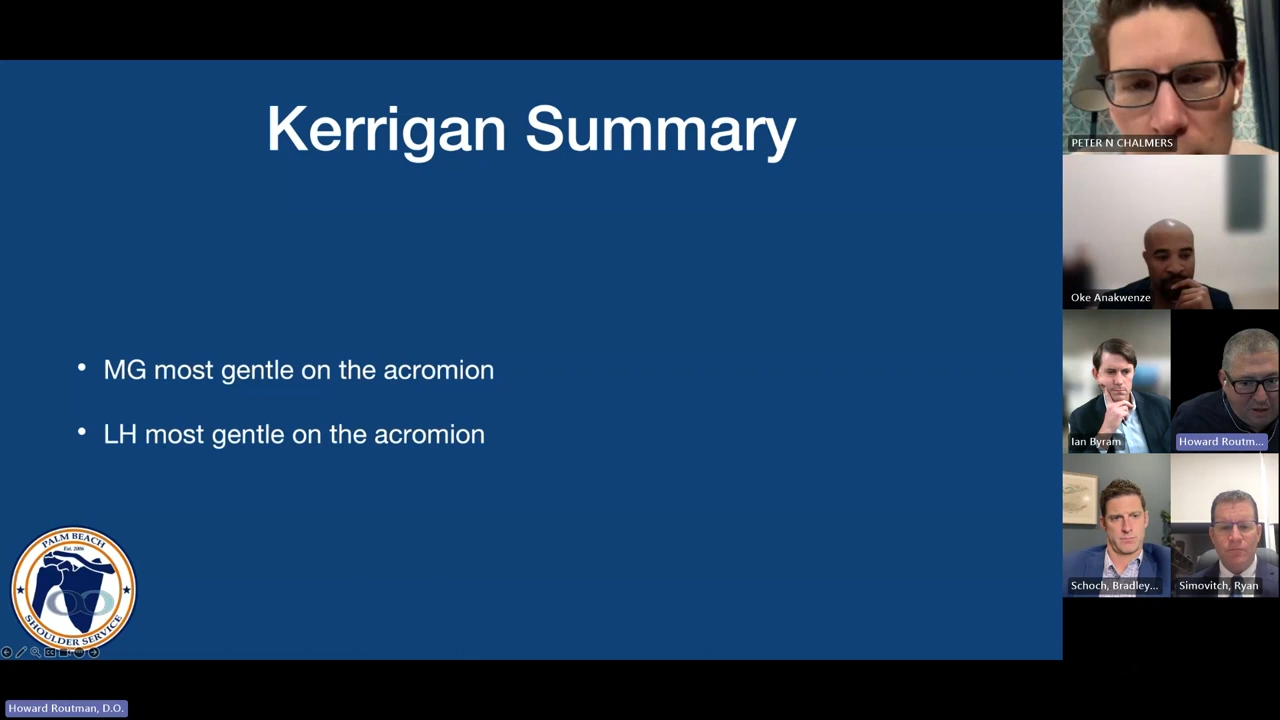 Kerrigan Summary
• MG most gentle on the acromion
• LH most gentle on the acromion
PALM BEACH
Est. 2006
SHOULDER SERVICE
PETER N CHALMERS
Oke Anakwenze
Ian Byram
Howard Routm...
Schoch, Bradley...
Simovitch, Ryan
Howard Routman, D.O.